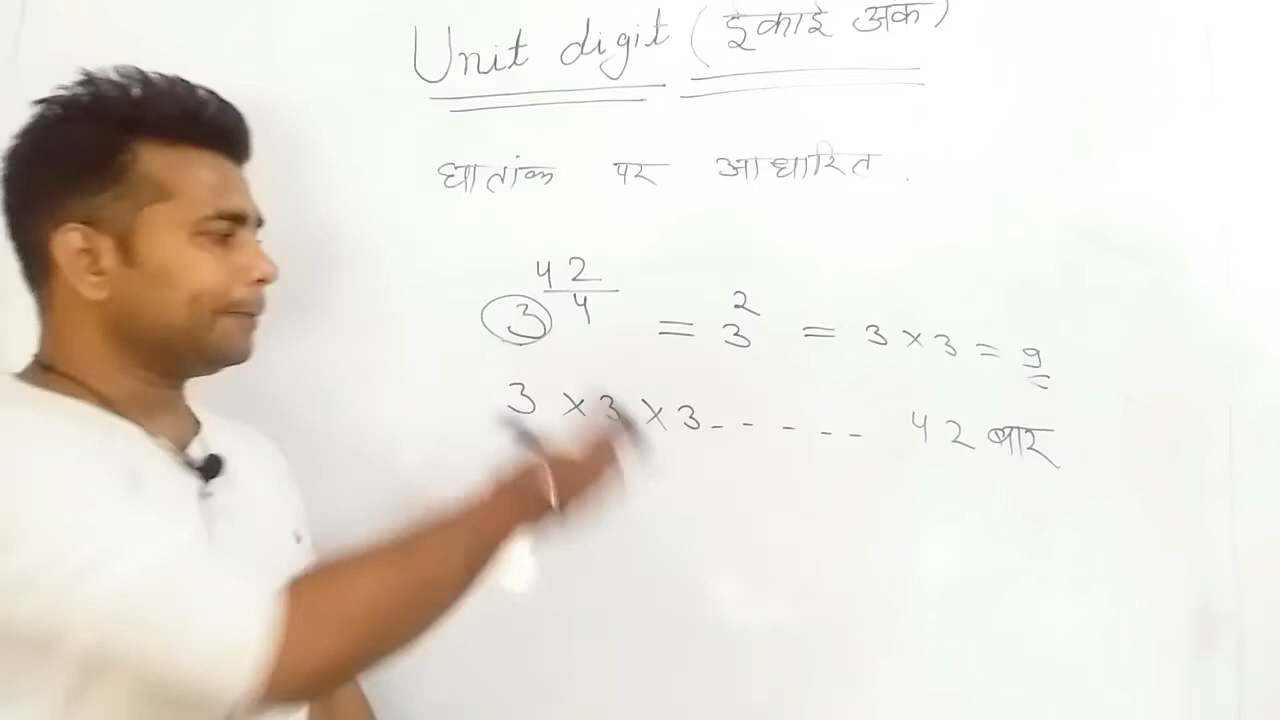 Unit digit (इकाई अंक)
घातांक पर आधारित .
3^42/4 = 3^2 = 3 × 3 = 9
3 × 3 × 3 - - - - - 42 बार